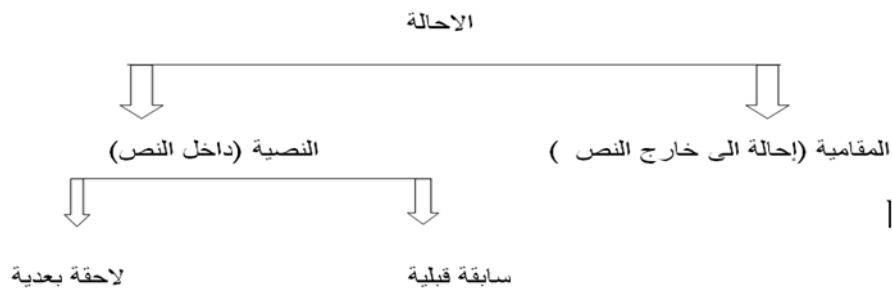 الاحالة
المقامية (إحالة الى خارج النص )
النصية (داخل النص)
سابقة قبلية
لاحقة بعدية